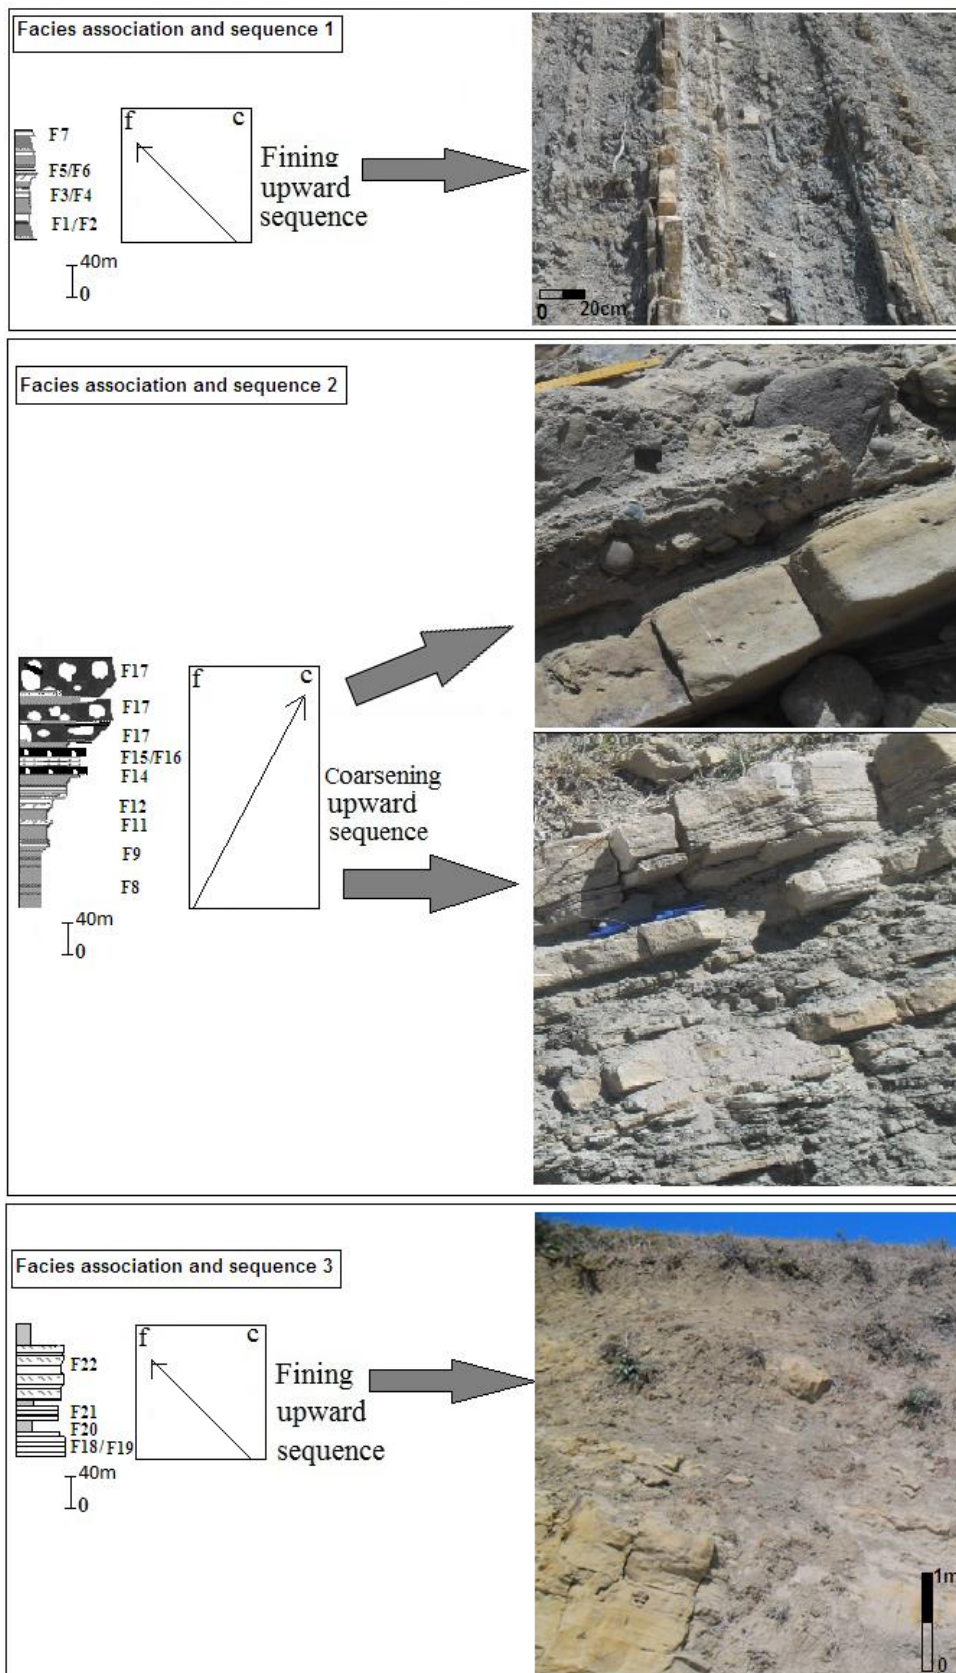 Facies association and sequence 1
f c
F7
F5/F6
F3/F4
F1/F2
Fining
upward
sequence
40m
0
0 20cm
Facies association and sequence 2
f c
F17
F17
F17
F15/F16
F14
F12
F11
F9
F8
Coarsening
upward
sequence
40m
0
Facies association and sequence 3
f c
F22
F21
F20
F18/F19
Fining
upward
sequence
40m
0
1m
0